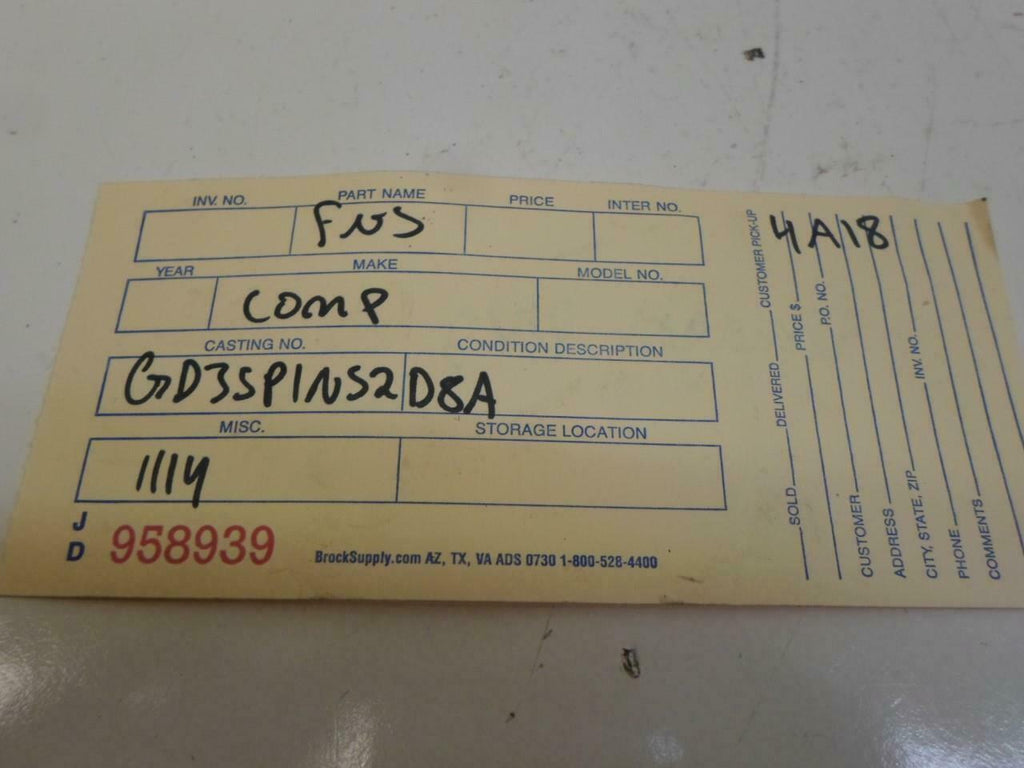 INV. NO. PART NAME PRICE INTER NO.
FNS
YEAR MAKE MODEL NO.
COMP
CASTING NO. CONDITION DESCRIPTION
GD3SPINS2D8A
MISC. STORAGE LOCATION
1114
J D 958939
BrockSupply.com AZ, TX, VA ADS 0730 1-800-528-4400
4A18
SOLD DELIVERED CUSTOMER PICK-UP
PRICE $
P.O. NO.
CUSTOMER
ADDRESS
CITY, STATE, ZIP INV. NO.
PHONE
COMMENTS